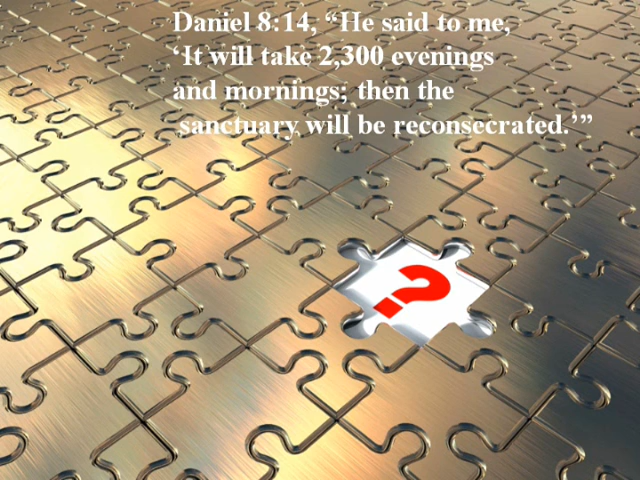 Daniel 8:14, “He said to me,
‘It will take 2,300 evenings
and mornings; then the
sanctuary will be reconsecrated.’”
?